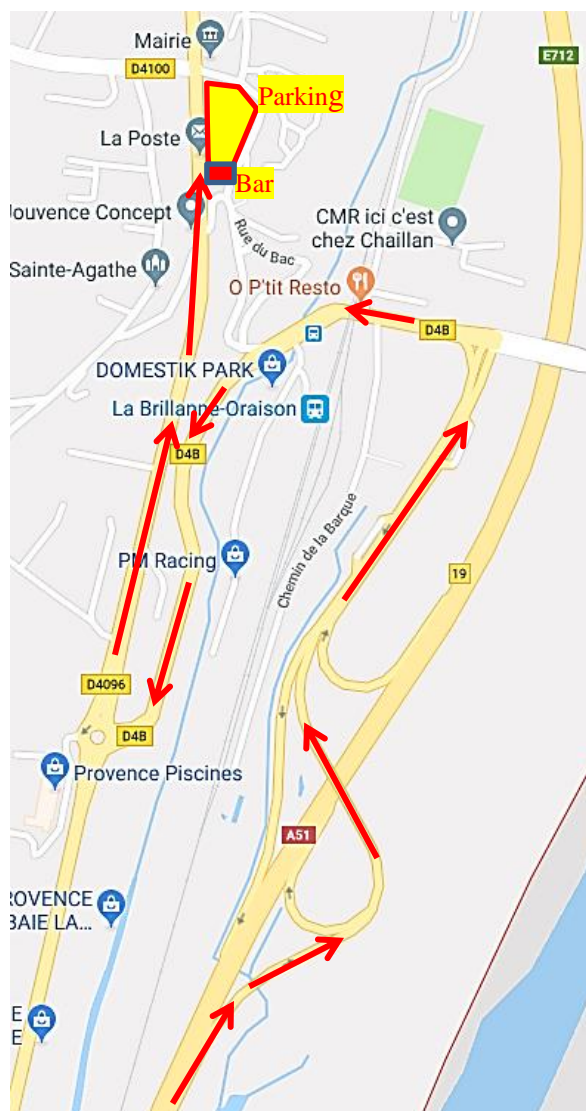 Mairie
E712
D4100
Parking
La Poste
Bar
Jouvence Concept
CMR ici c'est
chez Chaillan
Rue du Bac
Sainte-Agathe
O P'tit Resto
D4B
DOMESTIK PARK
La Brillanne-Oraison
D4B
PM Racing
Chemin de la Barque
19
D4096
D4B
Provence Piscines
A51
ROVENCE
BAIE LA...
E
E